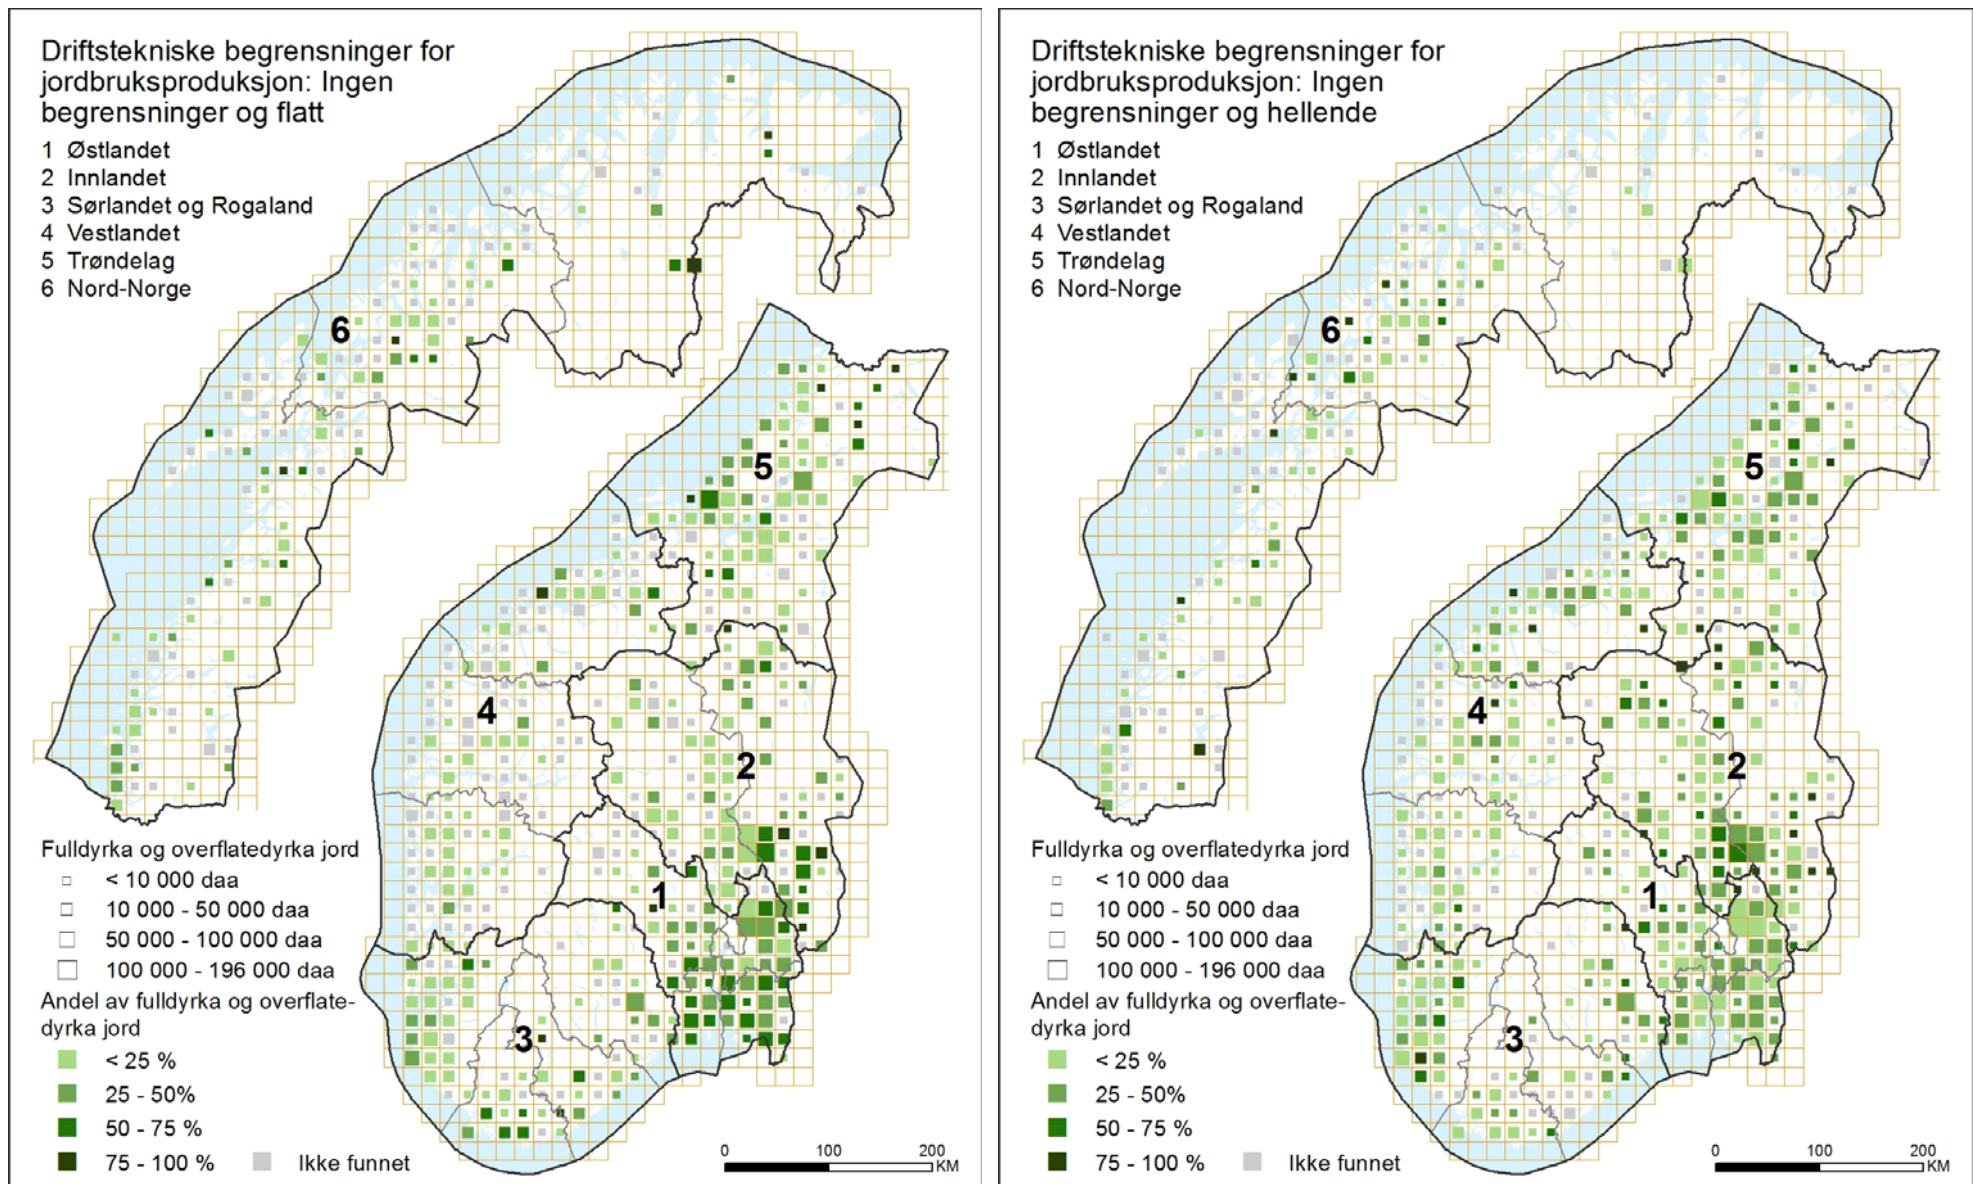 Driftstekniske begrensninger for
jordbruksproduksjon: Ingen
begrensninger og flatt
1 Østlandet
2 Innlandet
3 Sørlandet og Rogaland
4 Vestlandet
5 Trøndelag
6 Nord-Norge
6
5
4
2
1
3
Fulldyrka og overflatedyrka jord
< 10 000 daa
10 000 - 50 000 daa
50 000 - 100 000 daa
100 000 - 196 000 daa
Andel av fulldyrka og overflate-
dyrka jord
< 25 %
25 - 50%
50 - 75 %
75 - 100 %
Ikke funnet
0 100 200
KM
Driftstekniske begrensninger for
jordbruksproduksjon: Ingen
begrensninger og hellende
1 Østlandet
2 Innlandet
3 Sørlandet og Rogaland
4 Vestlandet
5 Trøndelag
6 Nord-Norge
6
5
4
2
1
3
Fulldyrka og overflatedyrka jord
< 10 000 daa
10 000 - 50 000 daa
50 000 - 100 000 daa
100 000 - 196 000 daa
Andel av fulldyrka og overflate-
dyrka jord
< 25 %
25 - 50%
50 - 75 %
75 - 100 %
Ikke funnet
0 100 200
KM